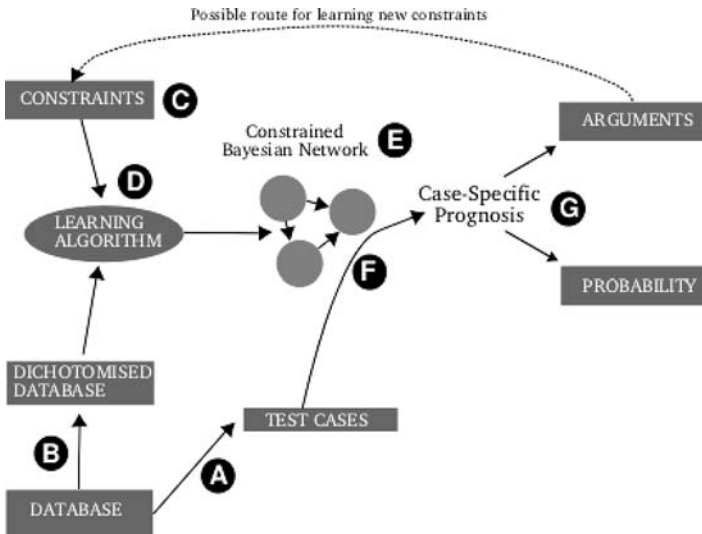 Possible route for learning new constraints
CONSTRAINTS
C
ARGUMENTS
Constrained
Bayesian Network
E
D
LEARNING
ALGORITHM
Case-Specific
Prognosis
G
F
PROBABILITY
DICHOTOMISED
DATABASE
TEST CASES
B
A
DATABASE